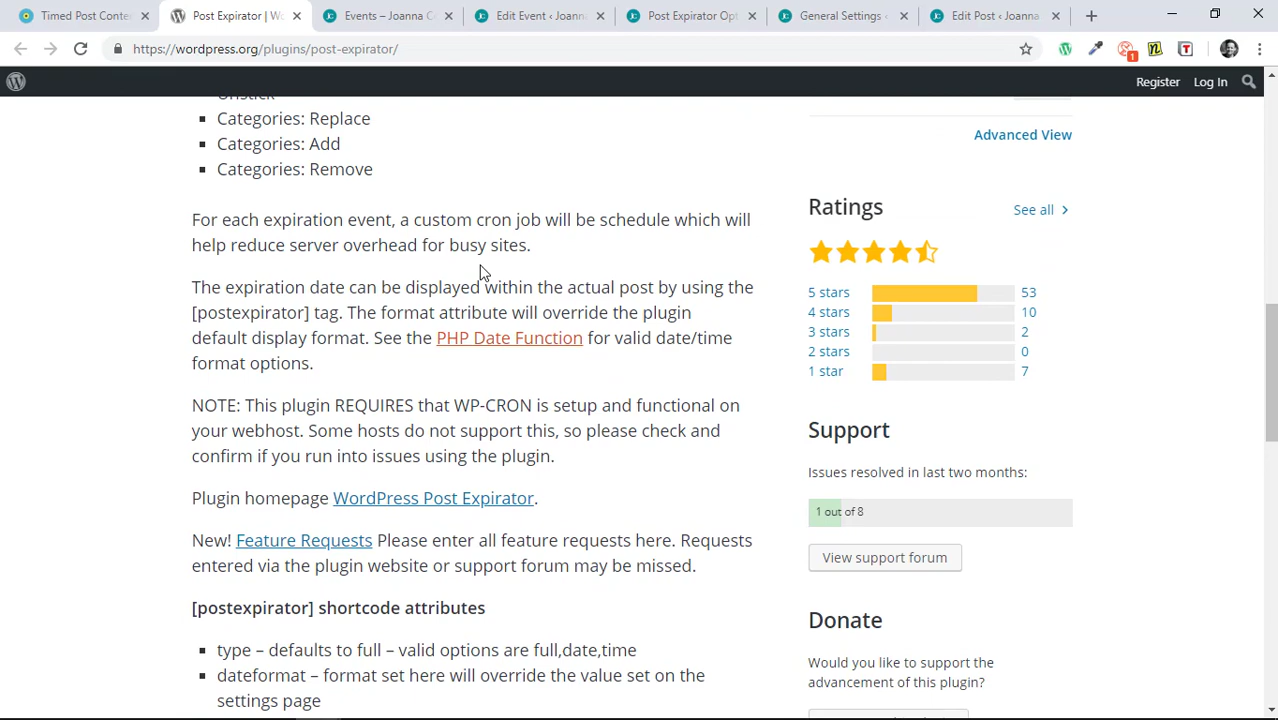 Timed Post Conte
Post Expirator | Wo
Events – Joanna C
Edit Event ‹ Joann
Post Expirator Opt
General Settings ‹
Edit Post ‹ Joanna
https://wordpress.org/plugins/post-expirator/
1
Register
Log In
Unstick
Categories: Replace
Categories: Add
Categories: Remove
For each expiration event, a custom cron job will be schedule which will
help reduce server overhead for busy sites.
The expiration date can be displayed within the actual post by using the
[postexpirator] tag. The format attribute will override the plugin
default display format. See the PHP Date Function for valid date/time
format options.
NOTE: This plugin REQUIRES that WP-CRON is setup and functional on
your webhost. Some hosts do not support this, so please check and
confirm if you run into issues using the plugin.
Plugin homepage WordPress Post Expirator.
New! Feature Requests Please enter all feature requests here. Requests
entered via the plugin website or support forum may be missed.
[postexpirator] shortcode attributes
type – defaults to full – valid options are full,date,time
dateformat – format set here will override the value set on the
settings page
Advanced View
Ratings
See all
5 stars 53
4 stars 10
3 stars 2
2 stars 0
1 star 7
Support
Issues resolved in last two months:
1 out of 8
View support forum
Donate
Would you like to support the
advancement of this plugin?